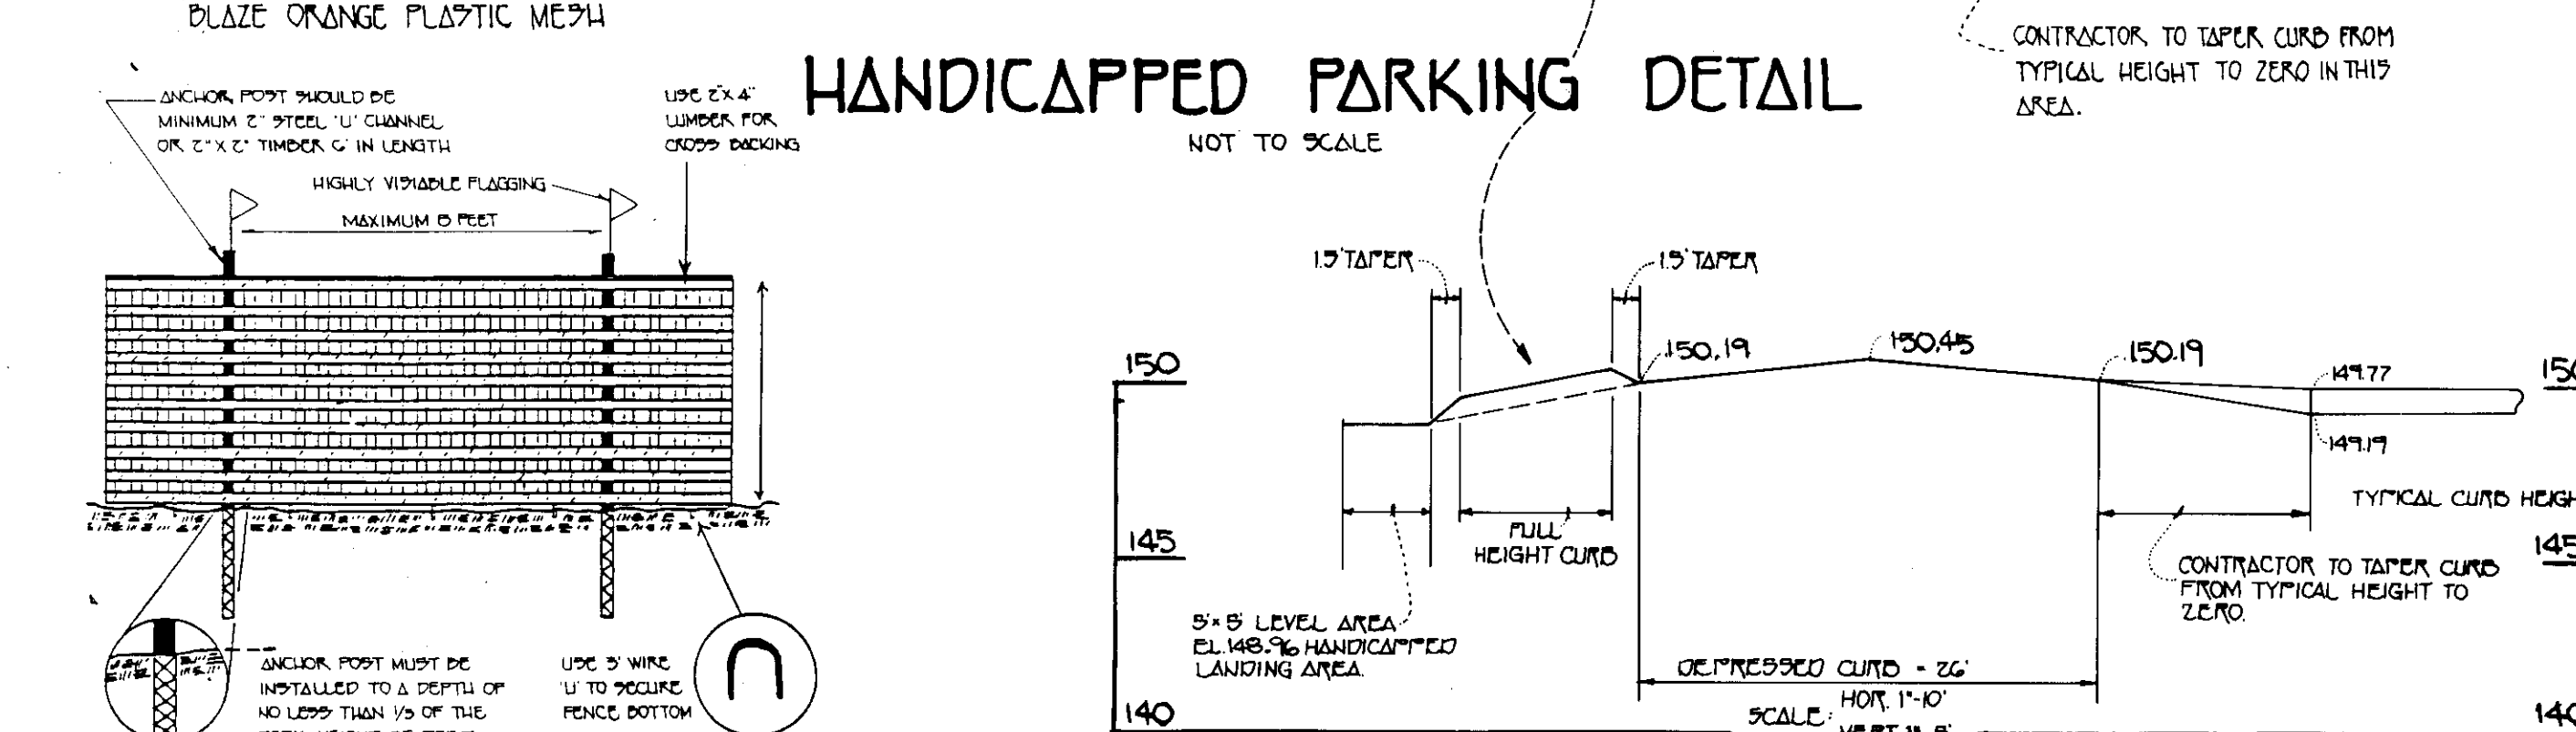 BLAZE ORANGE PLASTIC MESH
ANCHOR POST SHOULD BE
MINIMUM 2" STEEL 'U' CHANNEL
OR 2" X 2" TIMBER 6' IN LENGTH
USE 2"X 4"
LUMBER FOR
CROSS BACKING
HIGHLY VISIABLE FLAGGING
MAXIMUM 8 FEET
ANCHOR POST MUST BE
INSTALLED TO A DEPTH OF
NO LESS THAN 1/3 OF THE
USE 3' WIRE
'U' TO SECURE
FENCE BOTTOM
HANDICAPPED PARKING DETAIL
NOT TO SCALE
CONTRACTOR TO TAPER CURB FROM
TYPICAL HEIGHT TO ZERO IN THIS
AREA.
1.5' TAPER
1.5' TAPER
150
150.19
150.45
150.19
149.77
149.19
145
FULL
HEIGHT CURB
TYPICAL CURB
145
CONTRACTOR TO TAPER CURB
FROM TYPICAL HEIGHT TO
ZERO.
5'x 5' LEVEL AREA
EL. 148.96 HANDICAPPED
LANDING AREA.
DEPRESSED CURB - 26'
SCALE: HOR. 1"-10'
140